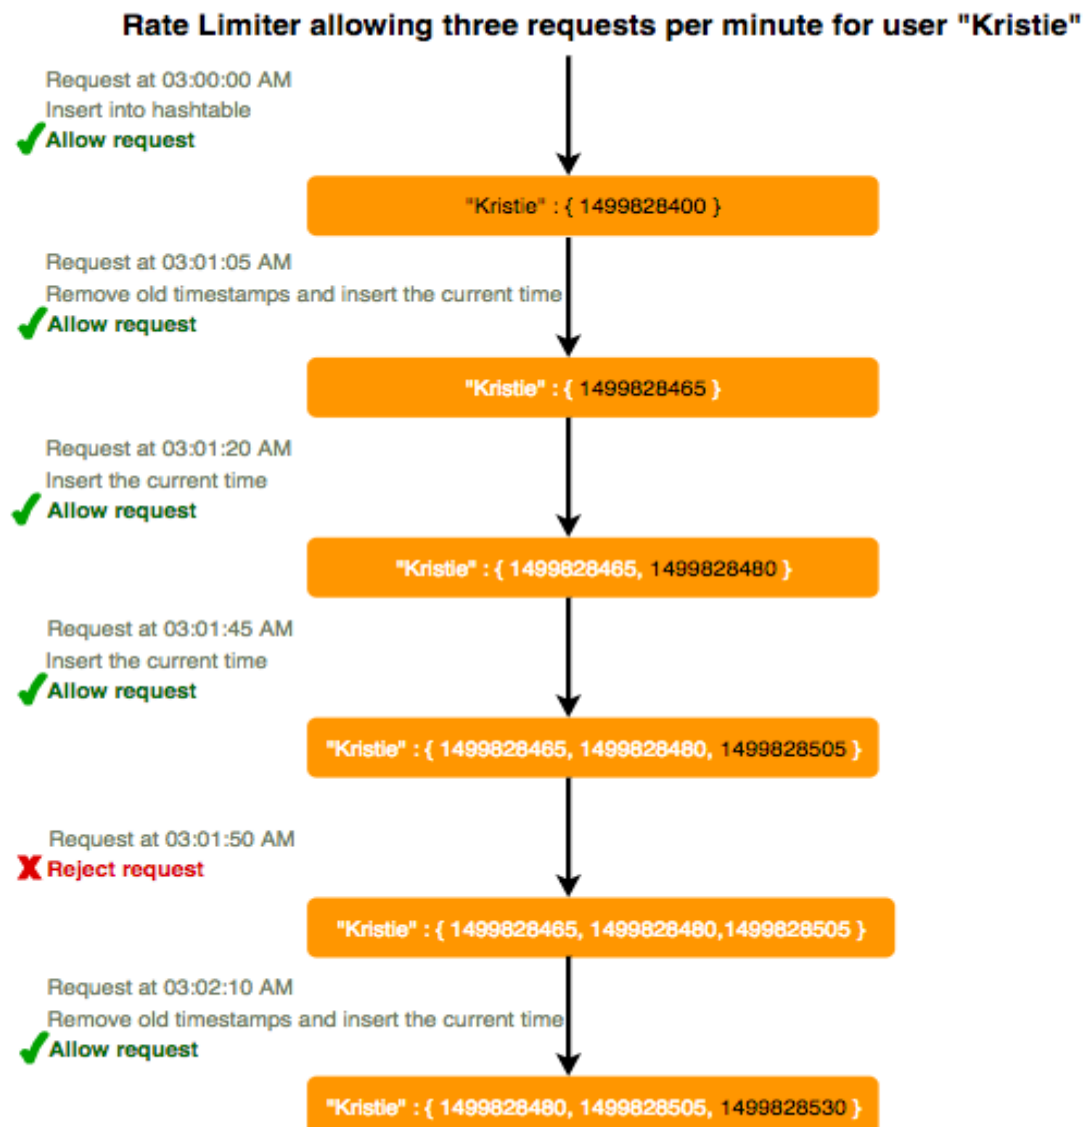 Rate Limiter allowing three requests per minute for user "Kristie"
Request at 03:00:00 AM
Insert into hashtable
Allow request
"Kristie" : { 1499828400 }
Request at 03:01:05 AM
Remove old timestamps and insert the current time
Allow request
"Kristie" : { 1499828465 }
Request at 03:01:20 AM
Insert the current time
Allow request
"Kristie" : { 1499828465, 1499828480 }
Request at 03:01:45 AM
Insert the current time
Allow request
"Kristie" : { 1499828465, 1499828480, 1499828505 }
Request at 03:01:50 AM
Reject request
"Kristie" : { 1499828465, 1499828480,1499828505 }
Request at 03:02:10 AM
Remove old timestamps and insert the current time
Allow request
"Kristie" : { 1499828480, 1499828505, 1499828530 }